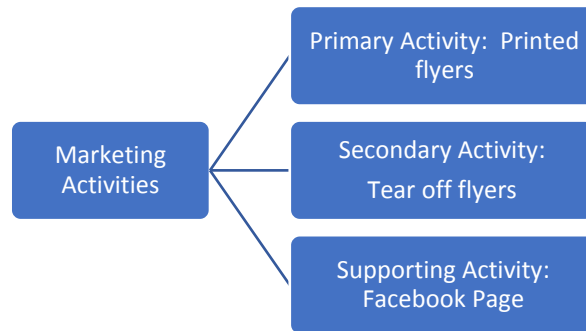 Primary Activity:  Printed
flyers
Marketing
Activities
Secondary Activity:
Tear off flyers
Supporting Activity:
Facebook Page